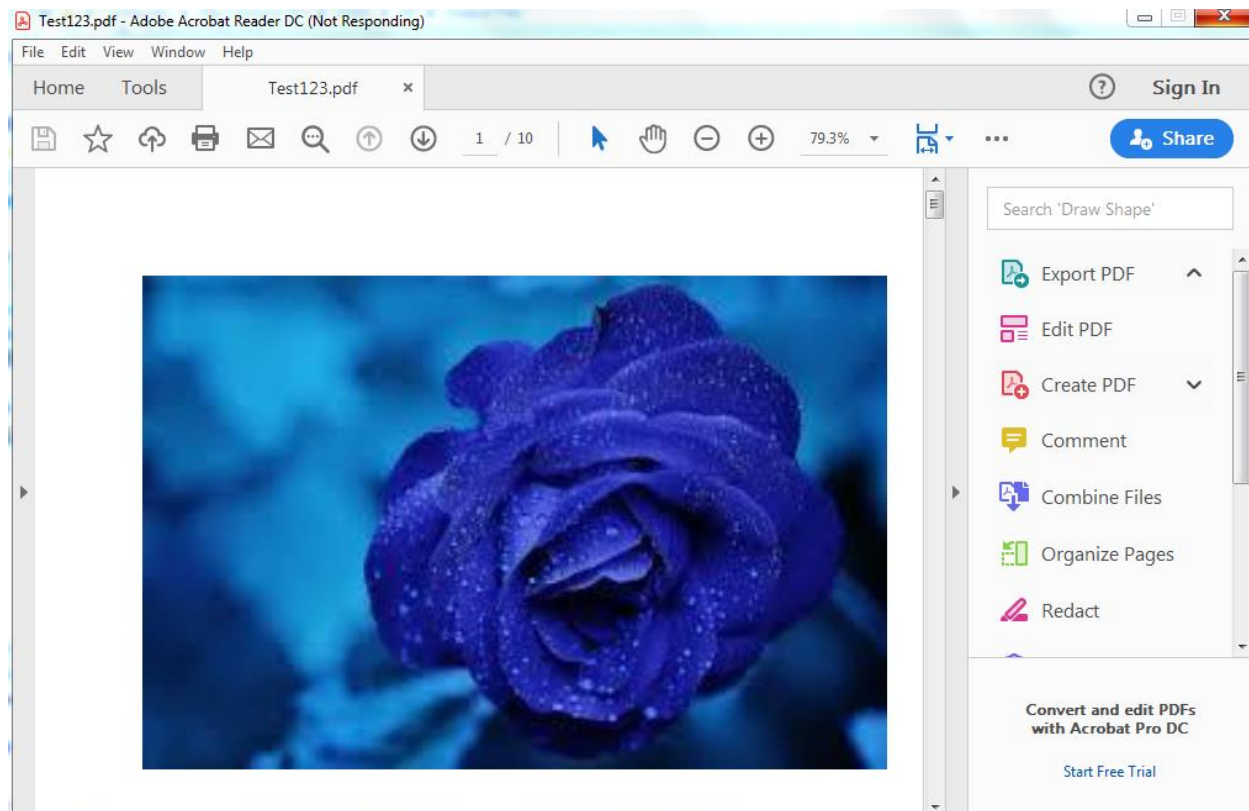 Test123.pdf - Adobe Acrobat Reader DC (Not Responding)
File Edit View Window Help
Home Tools Test123.pdf × ? Sign In
1 / 10 79.3% Share
Search 'Draw Shape'
Export PDF
Edit PDF
Create PDF
Comment
Combine Files
Organize Pages
Redact
Convert and edit PDFs
with Acrobat Pro DC
Start Free Trial